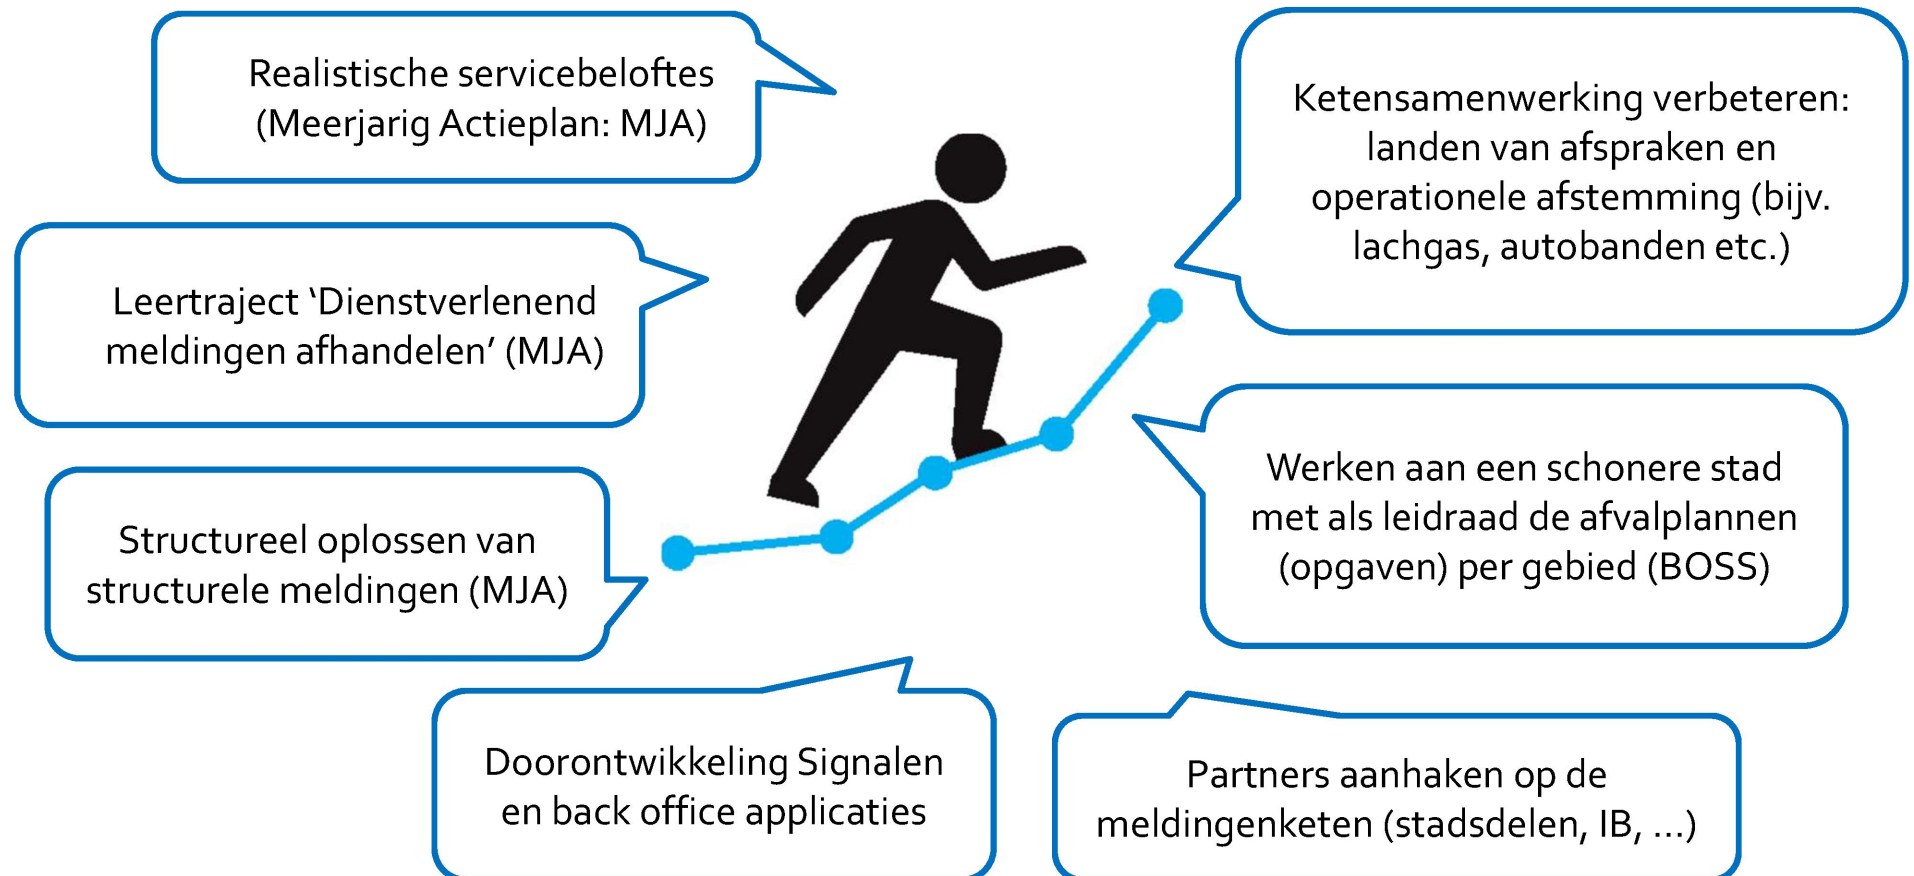 Realistische servicebeloftes
(Meerjarig Actieplan: MJA)
Leertraject ‘Dienstverlenend
meldingen afhandelen’ (MJA)
Structureel oplossen van
structurele meldingen (MJA)
Doorontwikkeling Signalen
en back office applicaties
Ketensamenwerking verbeteren:
landen van afspraken en
operationele afstemming (bijv.
lachgas, autobanden etc.)
Werken aan een schonere stad
met als leidraad de afvalplannen
(opgaven) per gebied (BOSS)
Partners aanhaken op de
meldingenketen (stadsdelen, IB, ...)